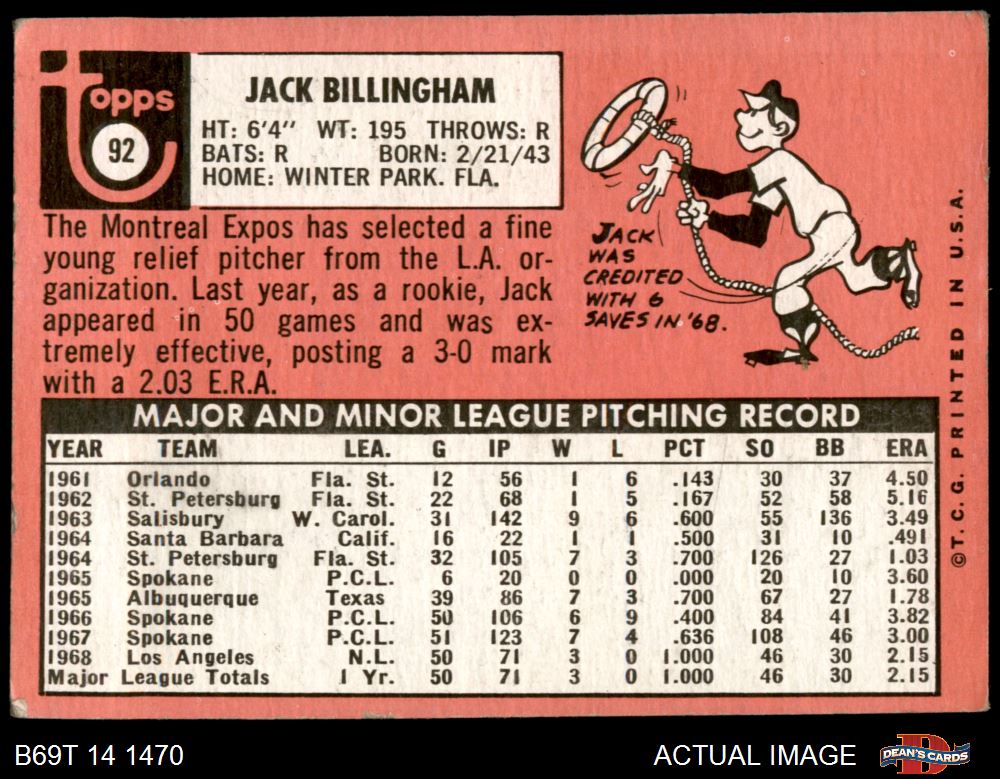 Topps
92
JACK BILLINGHAM
HT: 6'4" WT: 195 THROWS: R
BATS: R BORN: 2/21/43
HOME: WINTER PARK. FLA.
The Montreal Expos has selected a fine
young relief pitcher from the L.A. or-
ganization. Last year, as a rookie, Jack
appeared in 50 games and was ex-
tremely effective, posting a 3-0 mark
with a 2.03 E.R.A.
JACK
WAS
CREDITED
WITH 6
SAVES IN '68.
MAJOR AND MINOR LEAGUE PITCHING RECORD
YEAR TEAM LEA. G IP W L PCT SO BB ERA
1961 Orlando Fla. St. 12 56 1 6 .143 30 37 4.50
1962 St. Petersburg Fla. St. 22 68 1 5 .167 52 58 5.16
1963 Salisbury W. Carol. 31 142 9 6 .600 55 136 3.49
1964 Santa Barbara Calif. 16 22 1 1 .500 31 10 .491
1964 St. Petersburg Fla. St. 32 105 7 3 .700 126 27 1.03
1965 Spokane P.C.L. 6 20 0 0 .000 20 10 3.60
1965 Albuquerque Texas 39 86 7 3 .700 67 27 1.78
1966 Spokane P.C.L. 50 106 6 9 .400 84 41 3.82
1967 Spokane P.C.L. 51 123 7 4 .636 108 46 3.00
1968 Los Angeles N.L. 50 71 3 0 1.000 46 30 2.15
Major League Totals 1 Yr. 50 71 3 0 1.000 46 30 2.15
©T.C.G. PRINTED IN U.S.A.
B69T 14 1470
ACTUAL IMAGE
DEAN'S CARDS